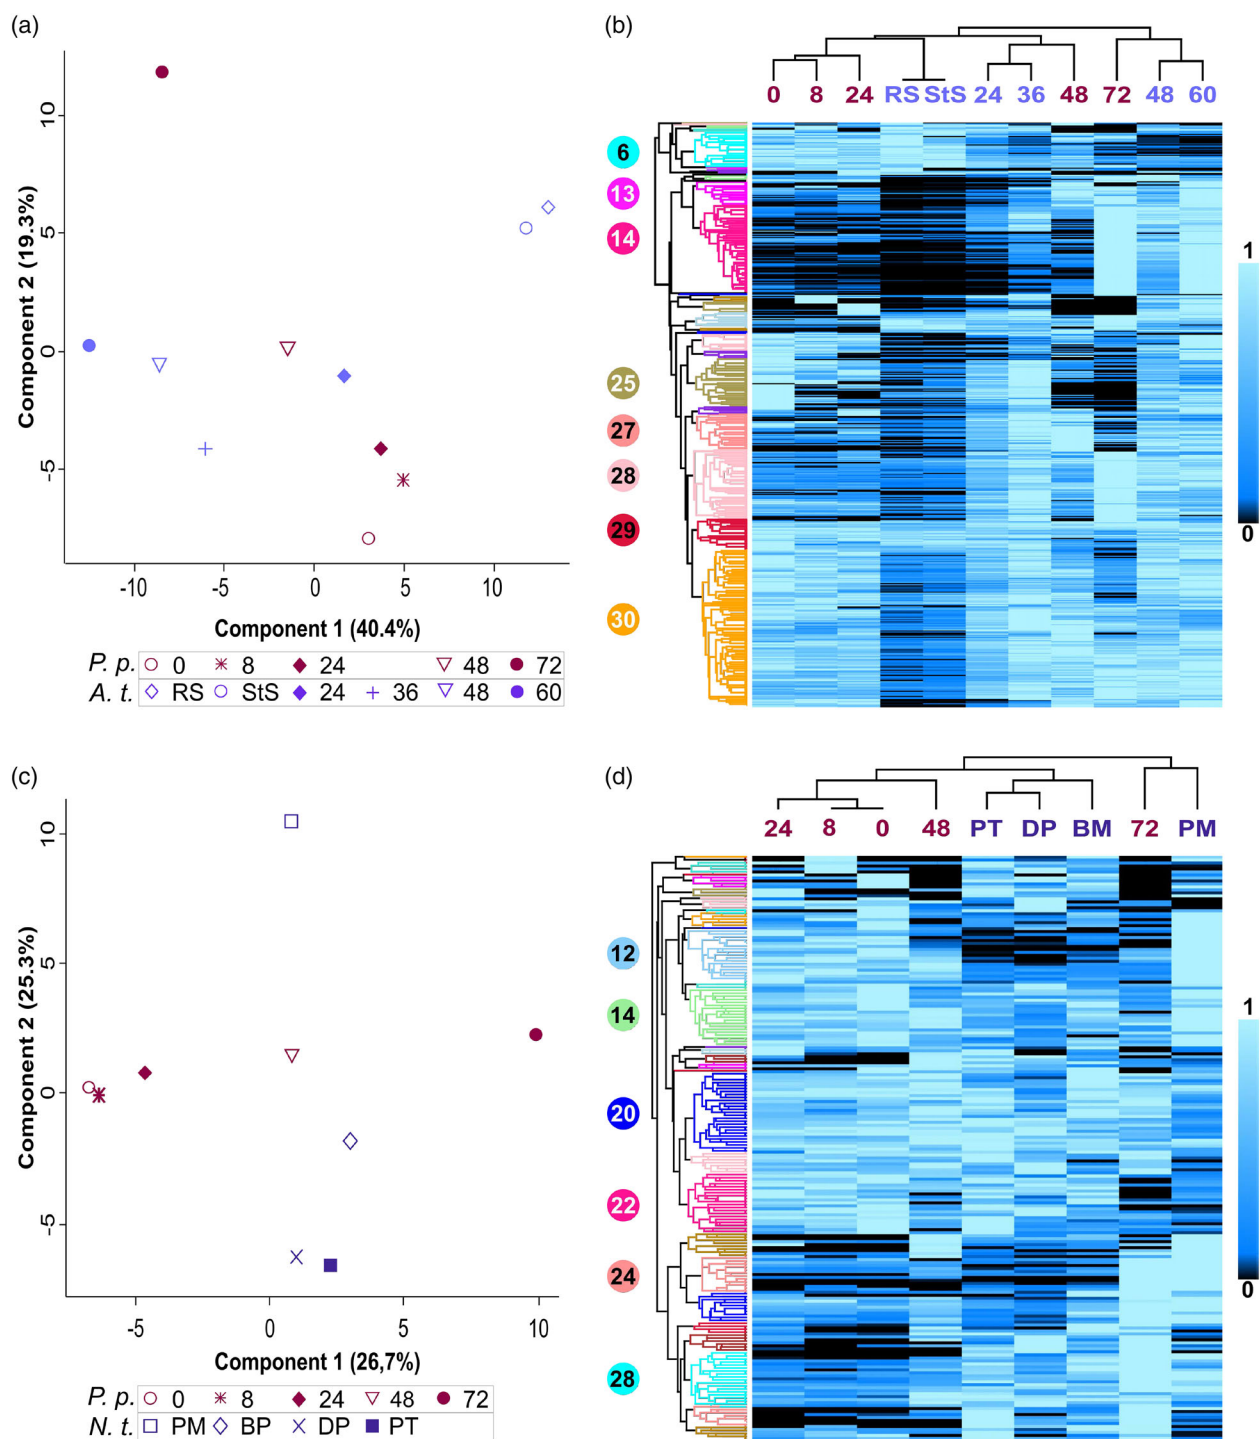 (a)
10
5
0
-5
Component 2 (19.3%)
-10 -5 0 5 10
Component 1 (40.4%)
P. p. 0 8 24 48 72
A. t. RS StS 24 36 48 60
(b)
0 8 24 RS StS 24 36 48 72 48 60
6
13
14
25
27
28
29
30
1
0
(c)
10
5
0
-5
Component 2 (25.3%)
-5 0 5 10
Component 1 (26,7%)
P. p. 0 8 24 48 72
N. t. PM BP DP PT
(d)
24 8 0 48 PT DP BM 72 PM
12
14
20
22
24
28
1
0